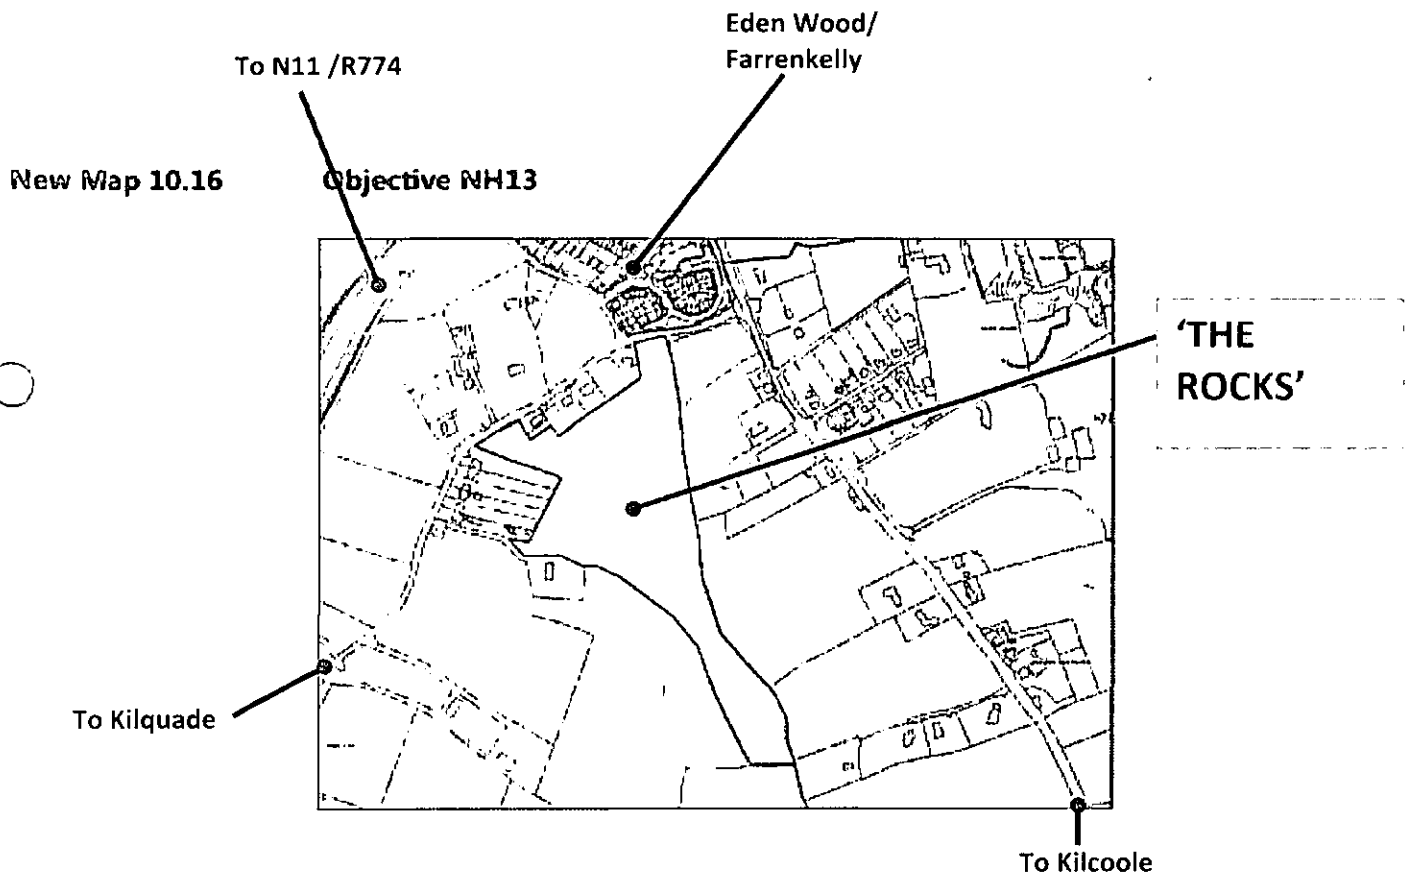 Eden Wood/
Farrenkelly
To N11 /R774
New Map 10.16 Objective NH13
'THE
ROCKS'
To Kilquade
To Kilcoole